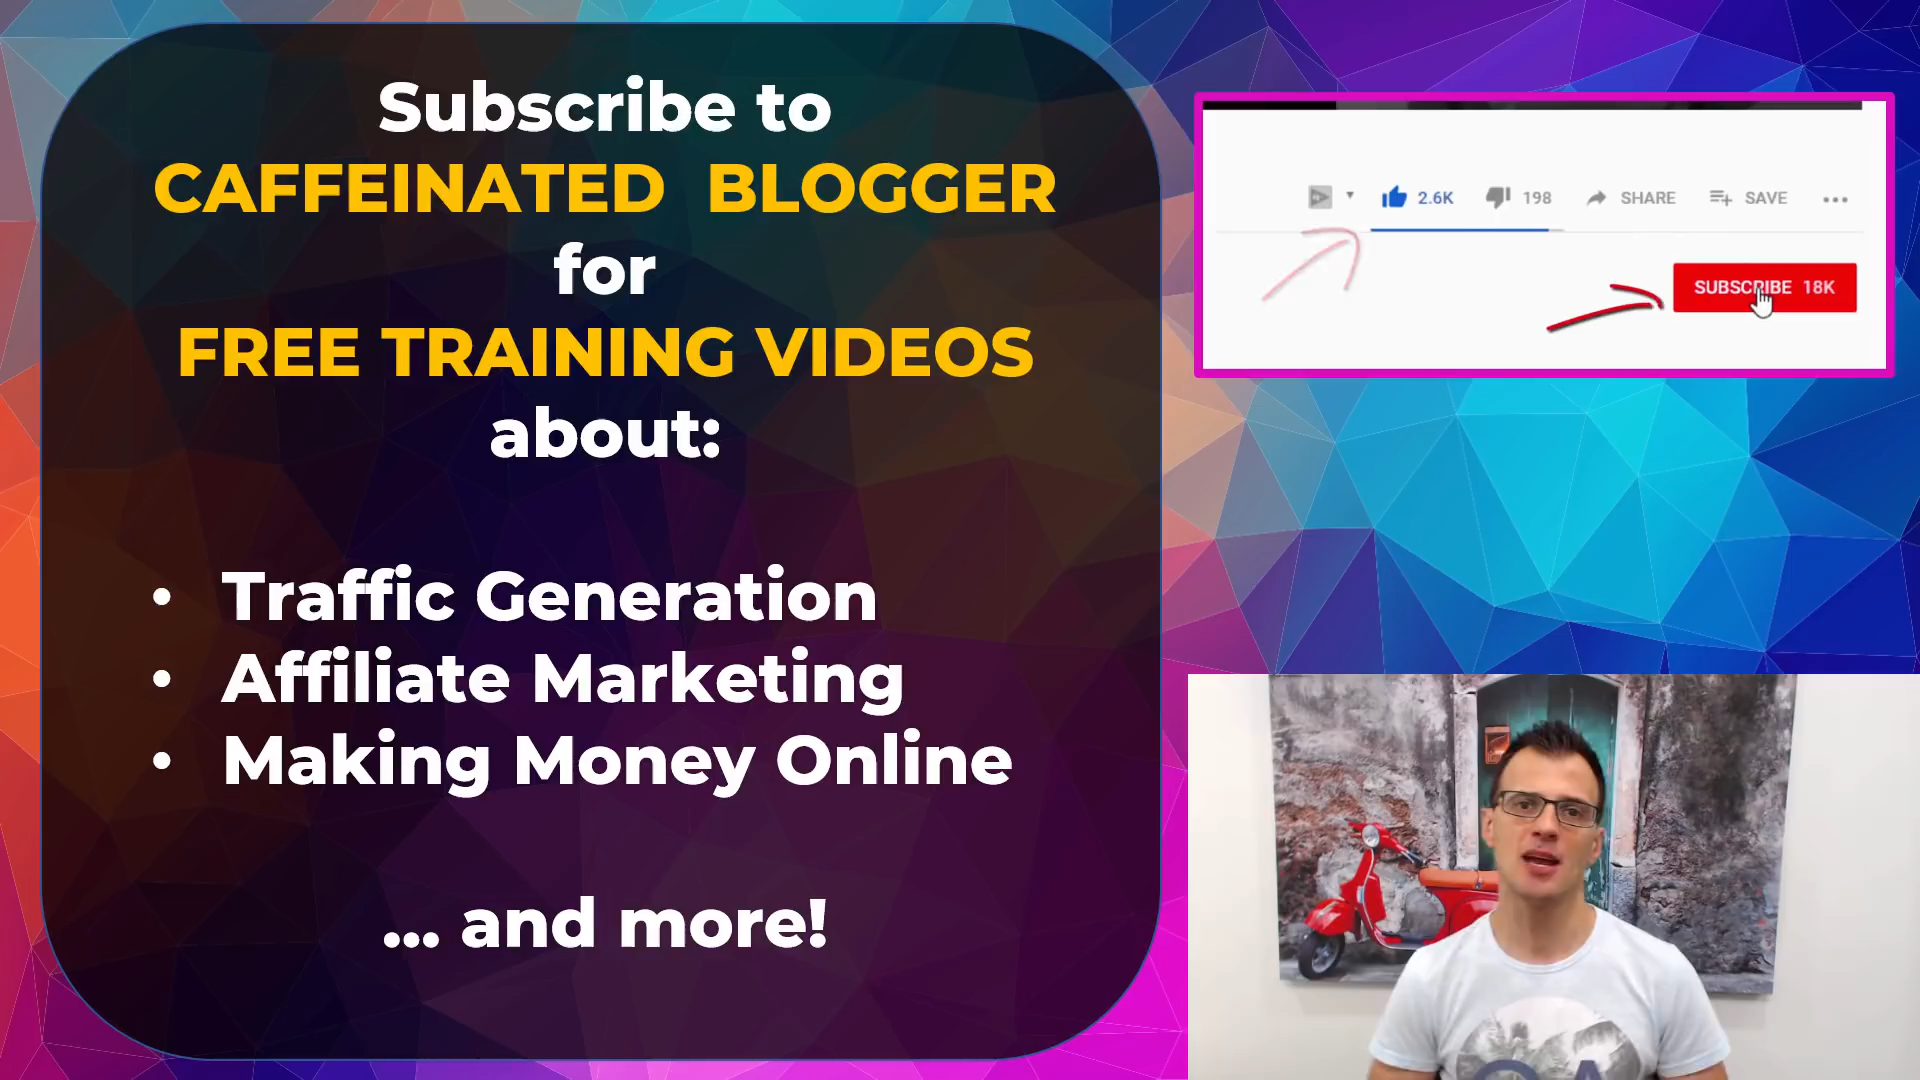 Subscribe to
CAFFEINATED BLOGGER
for
FREE TRAINING VIDEOS
about:
• Traffic Generation
• Affiliate Marketing
• Making Money Online
... and more!
2.6K 198 SHARE SAVE
SUBSCRIBE 18K